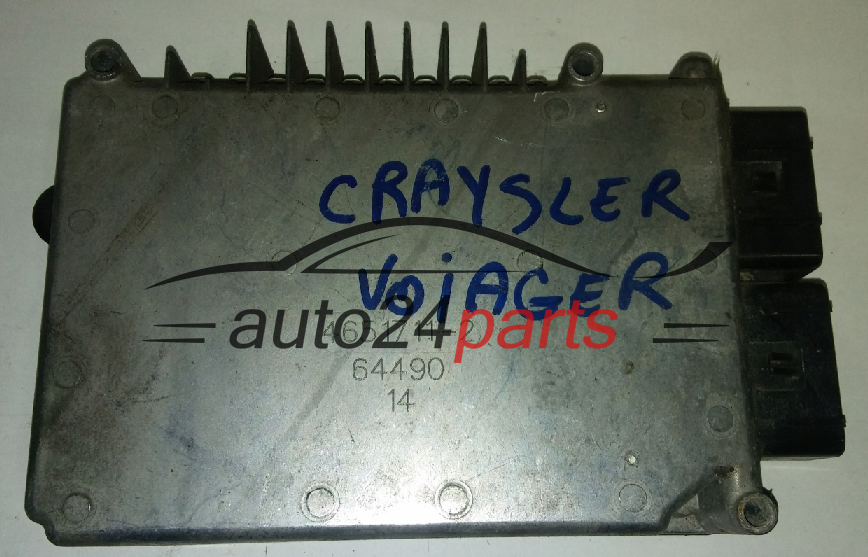 CRAYSLER
VOiAGER
auto24parts
64490
14